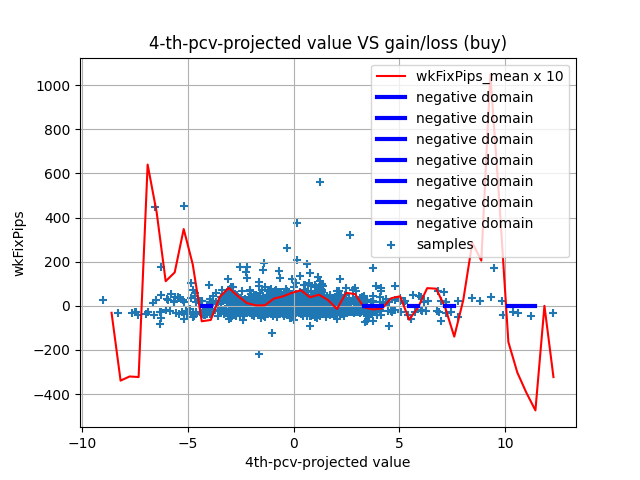 4-th-pcv-projected value VS gain/loss (buy)
wkFixPips_mean x 10
negative domain
negative domain
negative domain
negative domain
negative domain
negative domain
negative domain
samples
wkFixPips
1000
800
600
400
200
0
−200
−400
−10
−5
0
5
10
4th-pcv-projected value